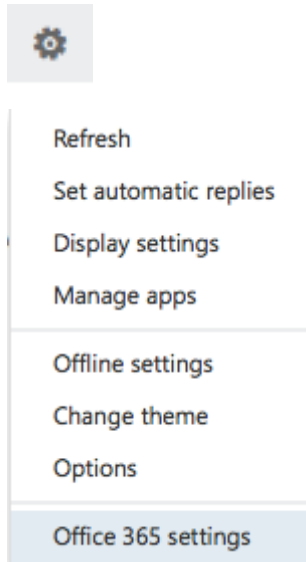 Refresh
Set automatic replies
Display settings
Manage apps
Offline settings
Change theme
Options
Office 365 settings